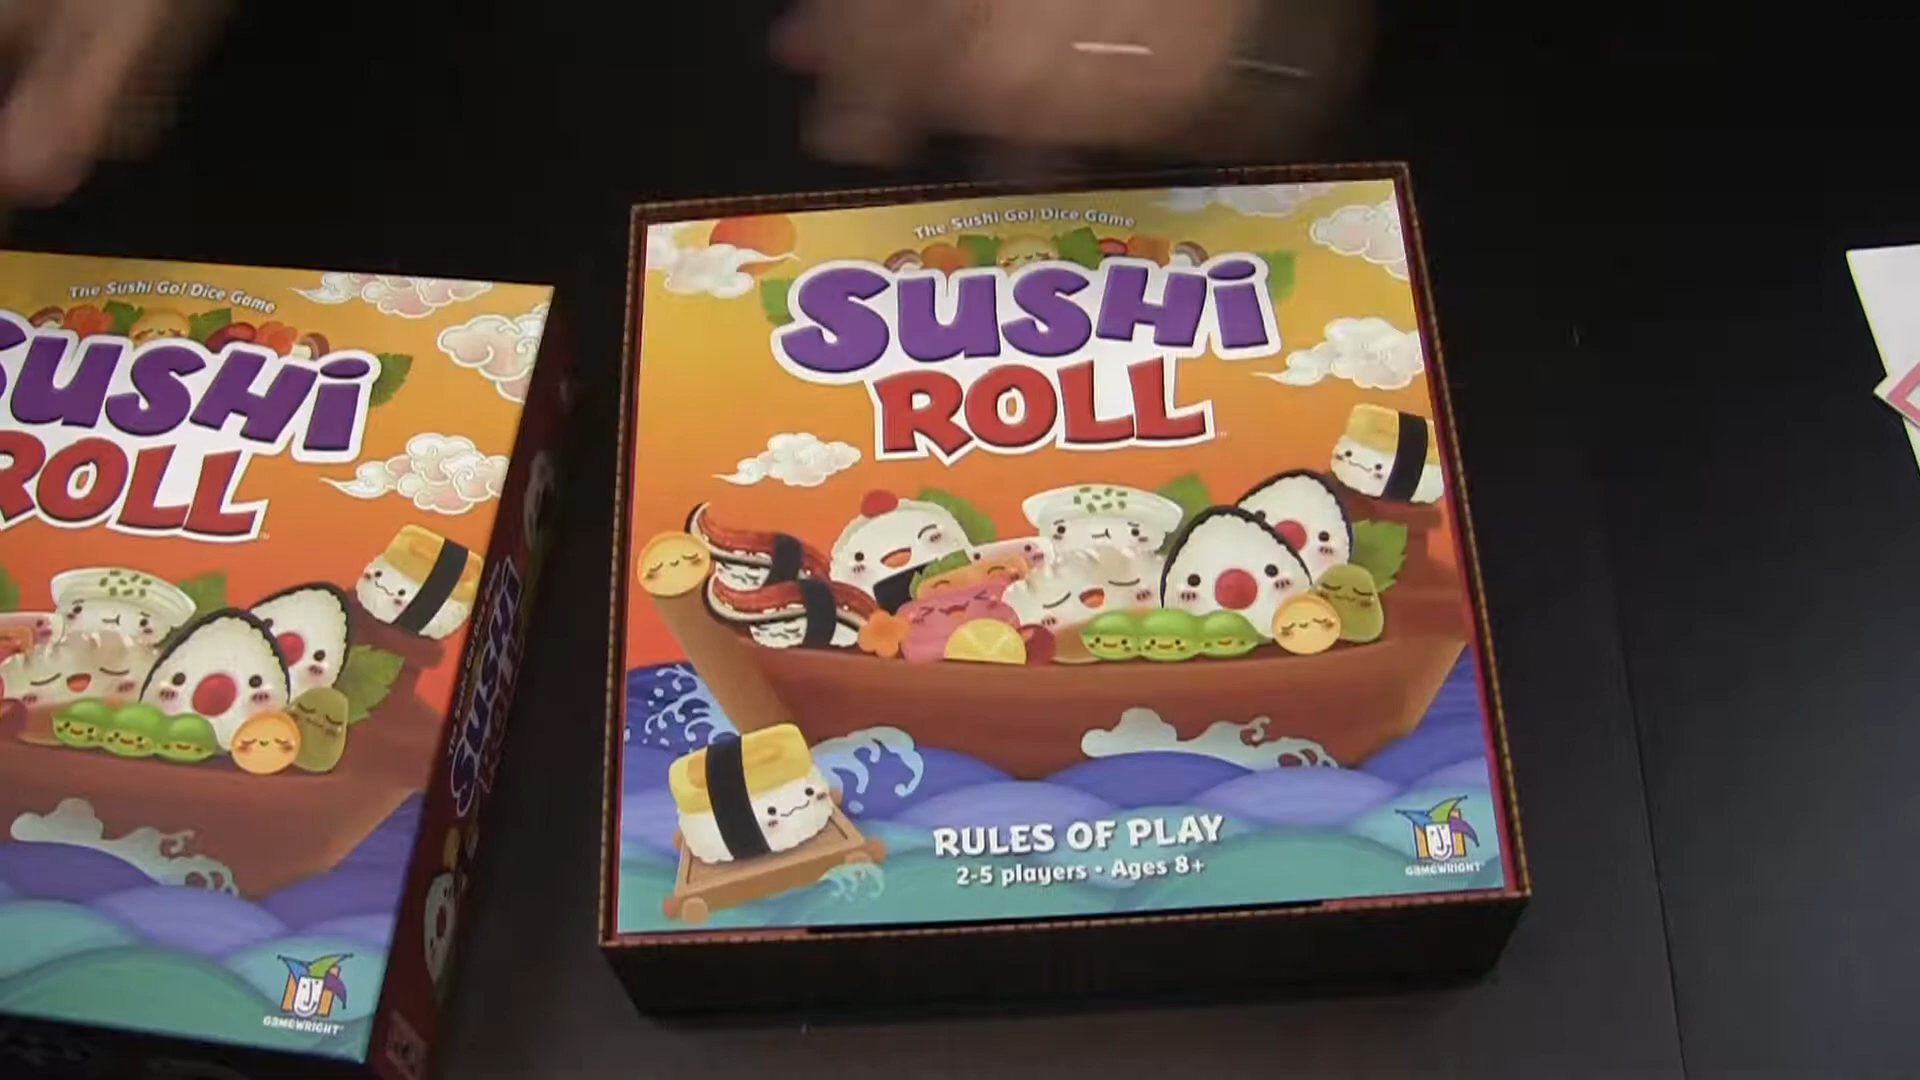 The Sushi Go! Dice Game
SUSHi
ROLL
GAMEWRIGHT
SUSHI
The Sushi Go! Dice Game
SUSHi
ROLL
RULES OF PLAY
2-5 players • Ages 8+
GAMEWRIGHT